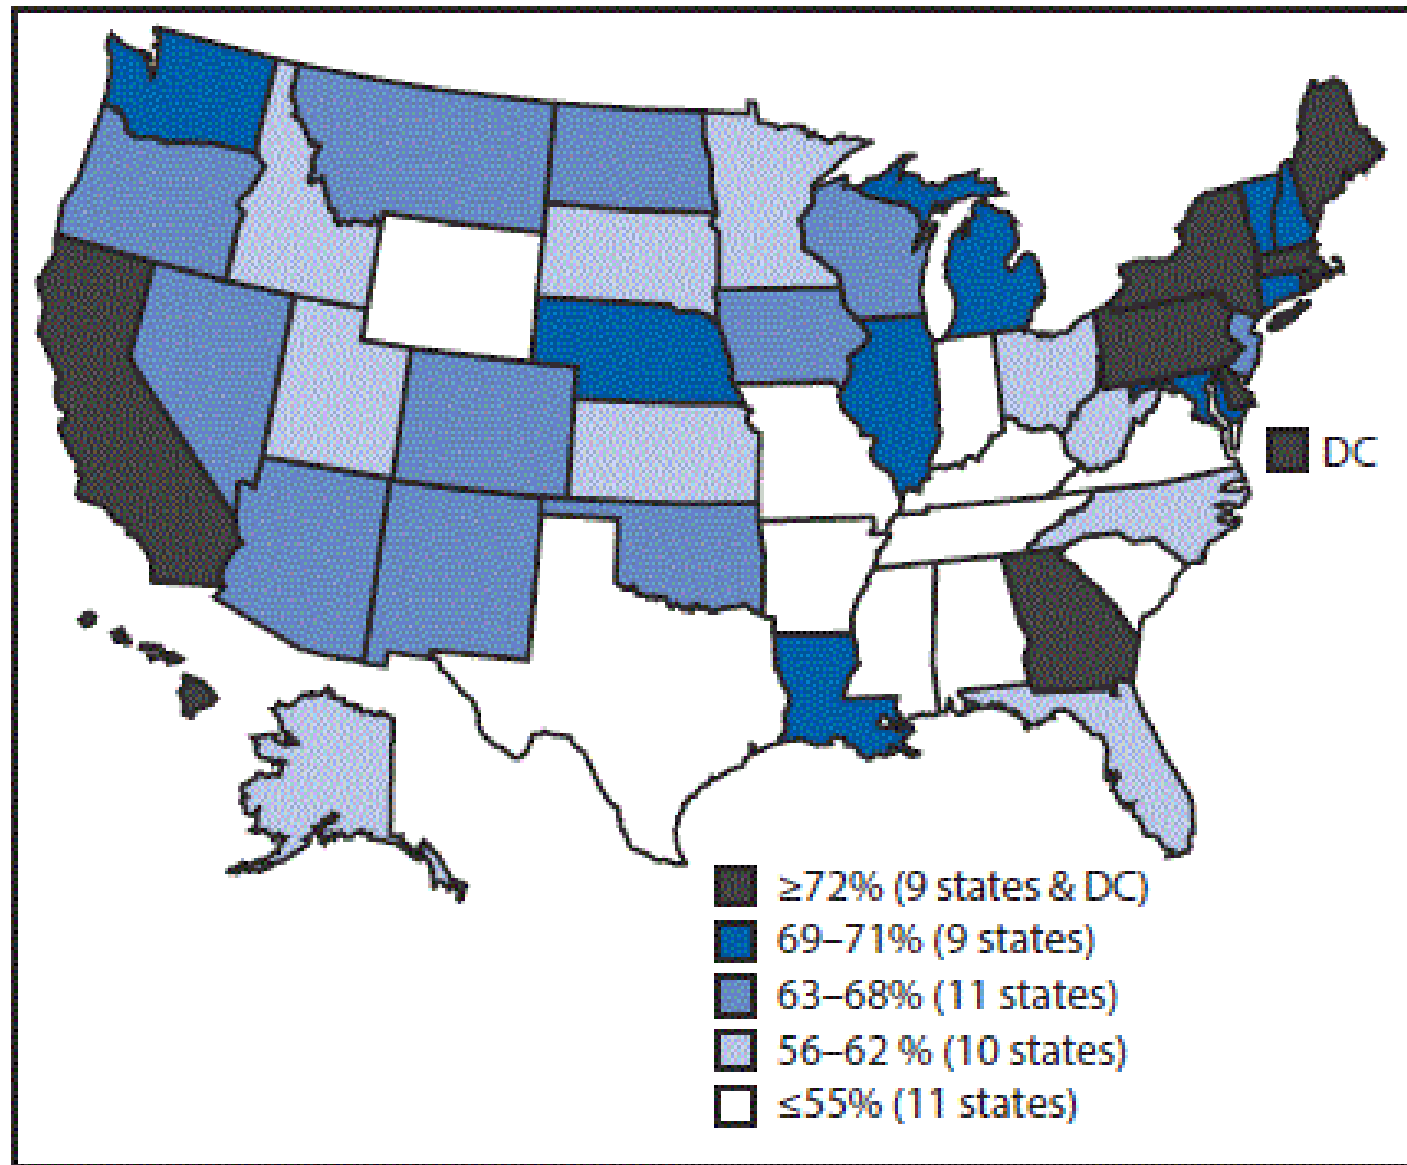 DC
≥72% (9 states & DC)
69–71% (9 states)
63–68% (11 states)
56–62 % (10 states)
≤55% (11 states)